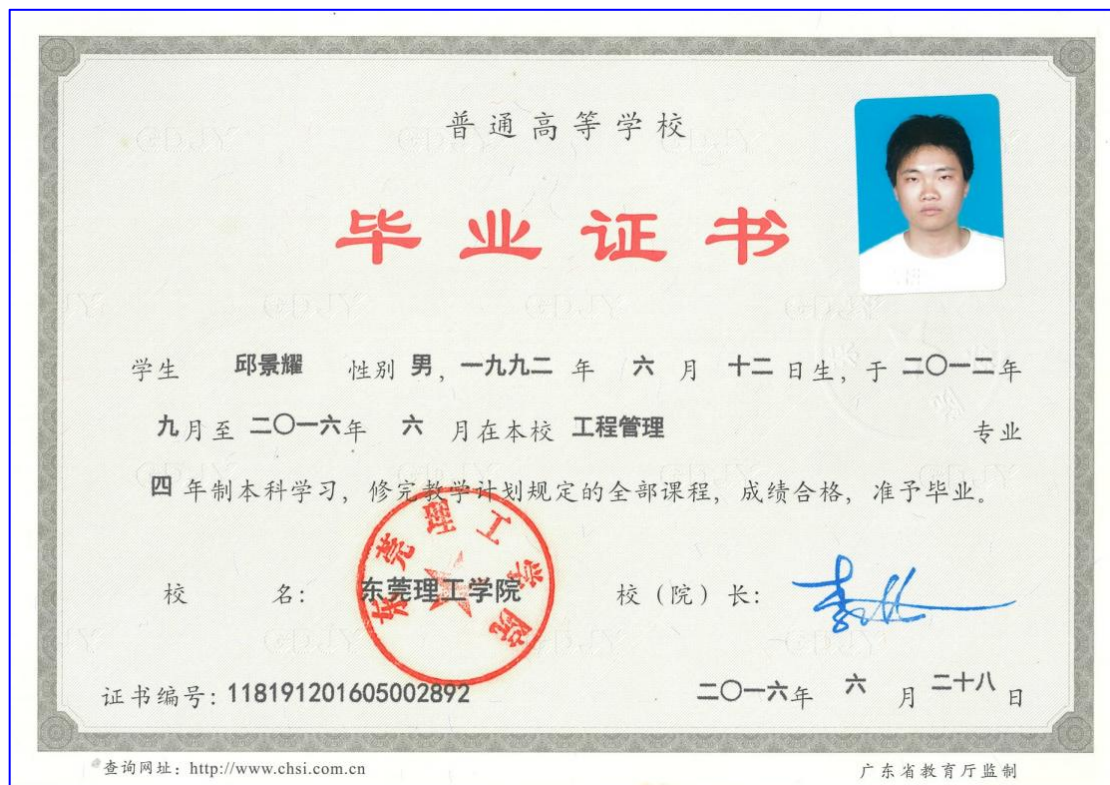 普通高等学校
毕业证书
学生 邱景耀 性别 男，一九九二 年 六 月 十二 日生，于 二〇一二年
九月至 二〇一六年 六 月在本校 工程管理 专业
四 年制本科学习，修完教学计划规定的全部课程，成绩合格，准予毕业。
东莞理工学院
校 名：东莞理工学院 校（院）长：
证书编号：118191201605002892 二〇一六年 六 月 二十八 日
查询网址：http://www.chsi.com.cn 广东省教育厅监制